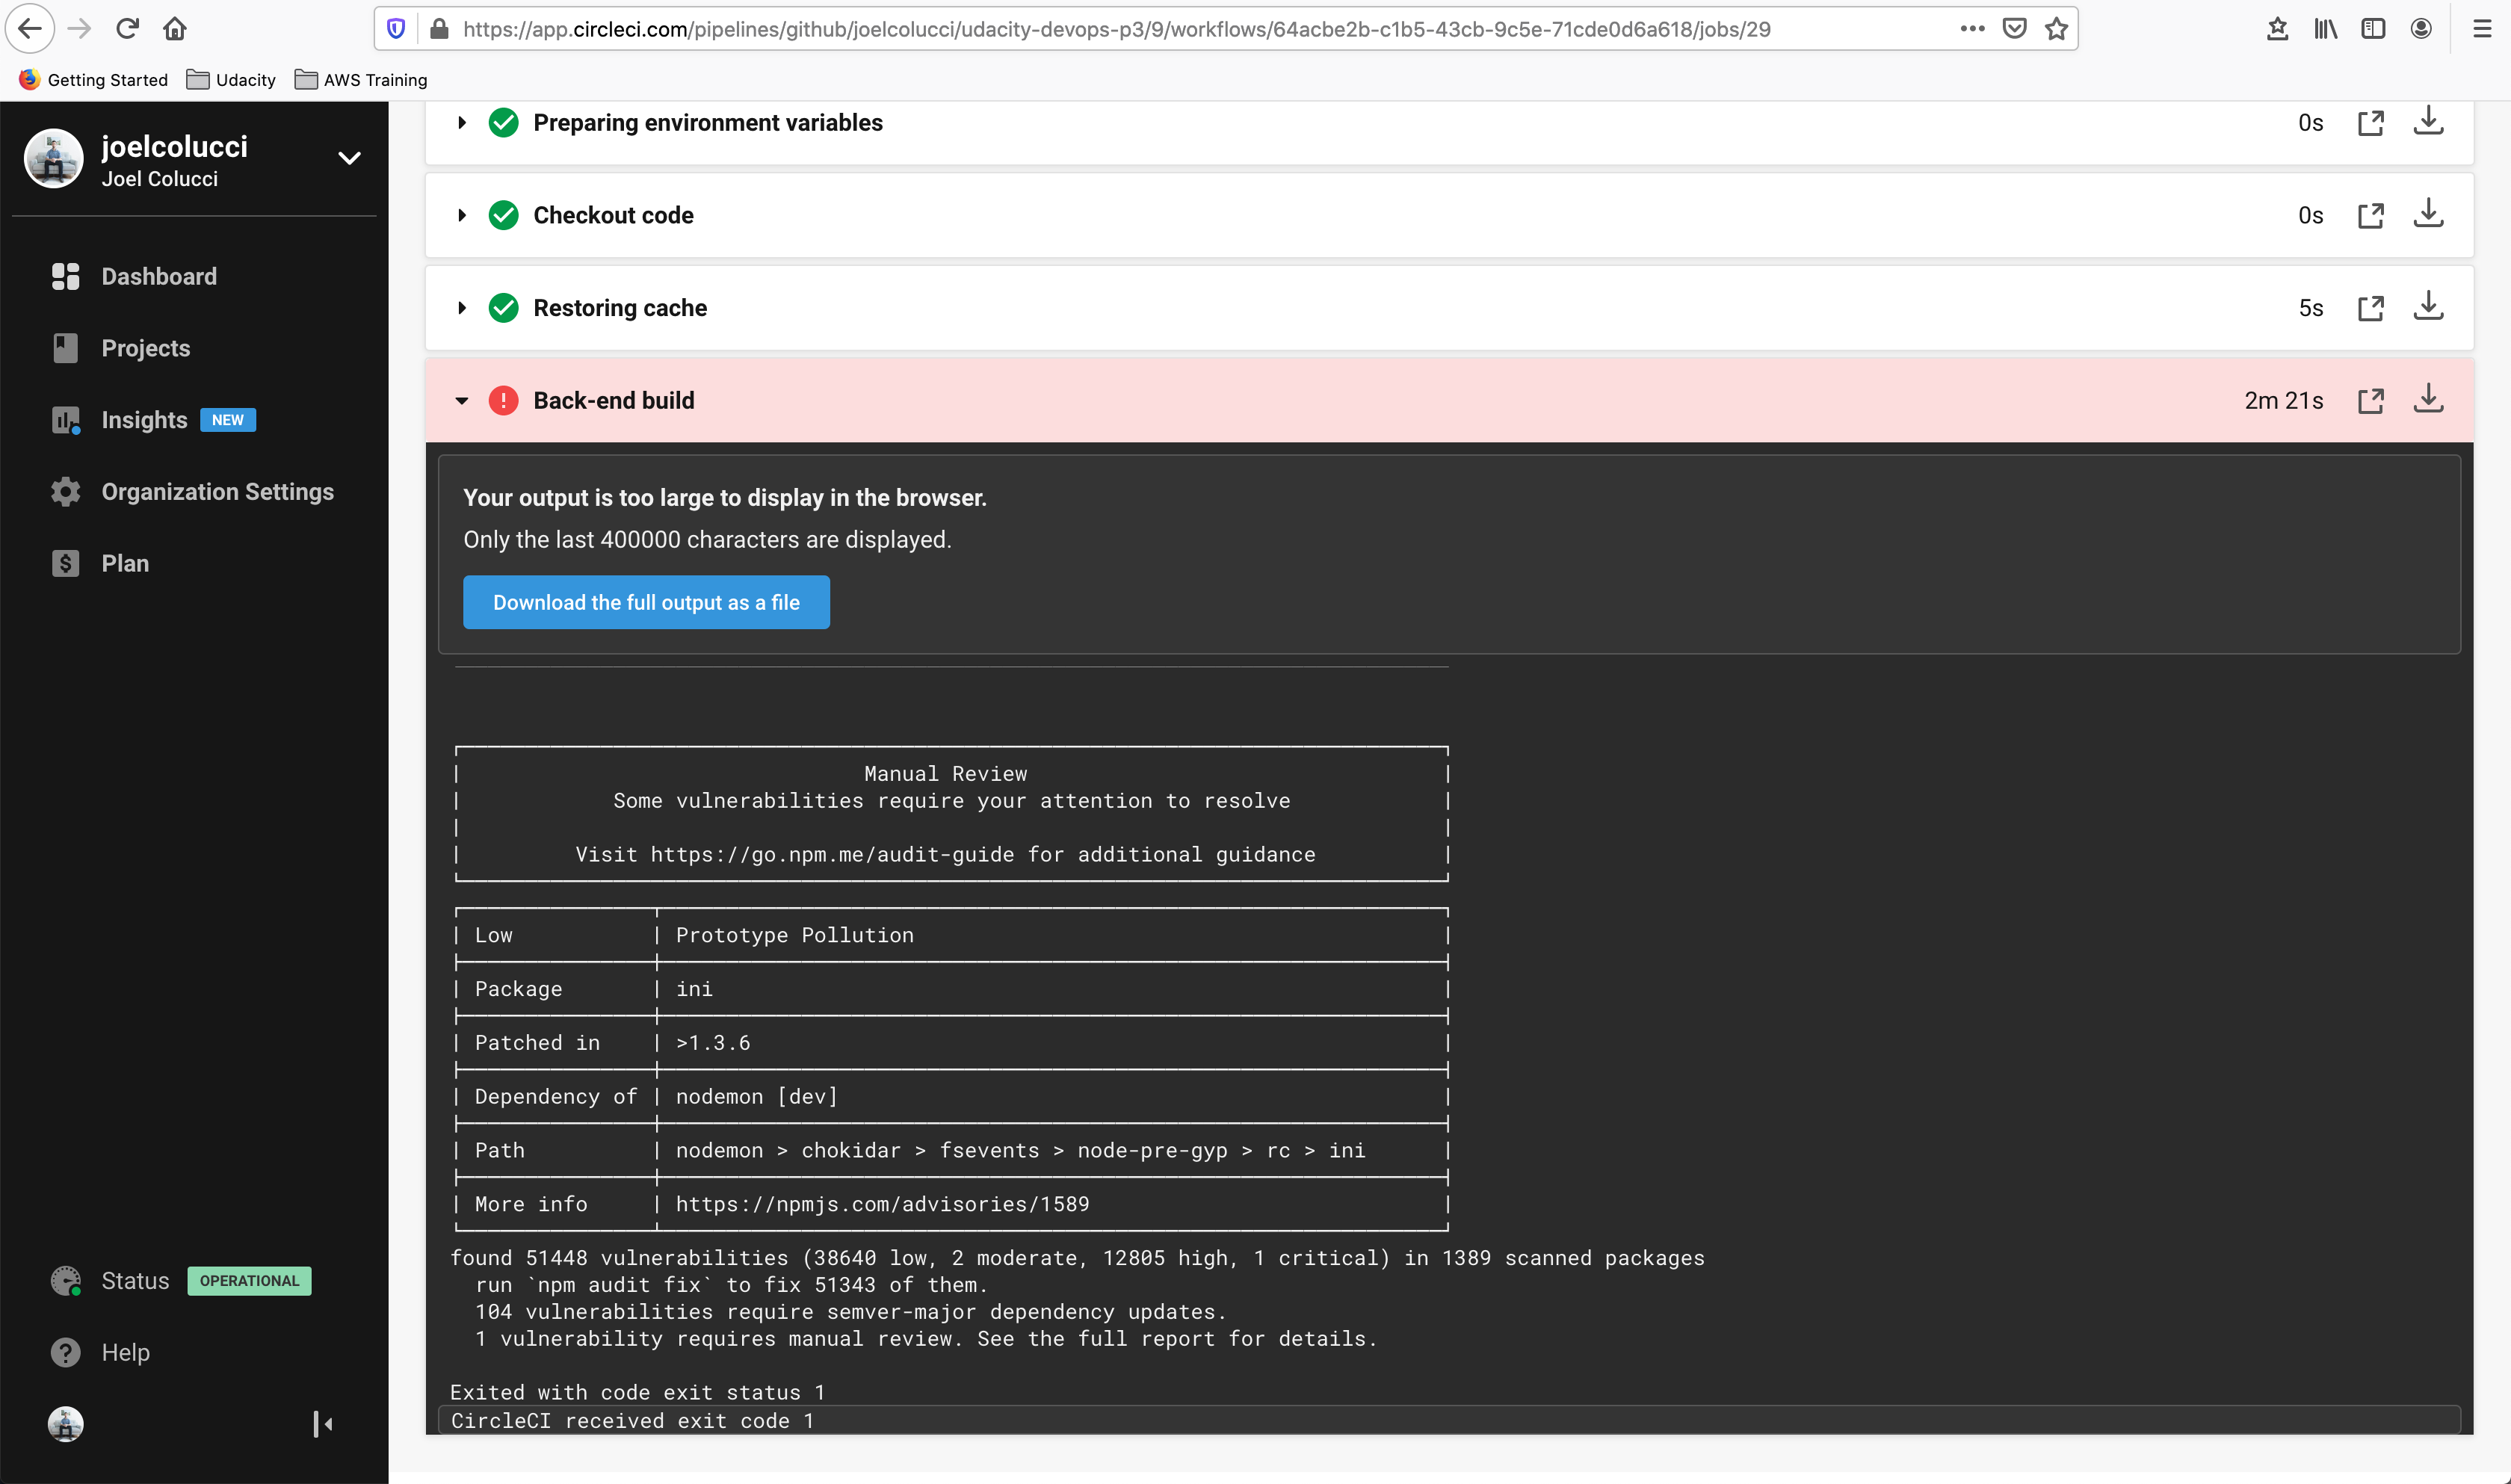 https://app.circleci.com/pipelines/github/joelcolucci/udacity-devops-p3/9/workflows/64acbe2b-c1b5-43cb-9c5e-71cde0d6a618/jobs/29
Getting Started Udacity AWS Training
joelcolucci
Joel Colucci
Dashboard
Projects
Insights NEW
Organization Settings
Plan
Status OPERATIONAL
Help
Preparing environment variables 0s
Checkout code 0s
Restoring cache 5s
Back-end build 2m 21s
Your output is too large to display in the browser.
Only the last 400000 characters are displayed.
Download the full output as a file
Manual Review
Some vulnerabilities require your attention to resolve
Visit https://go.npm.me/audit-guide for additional guidance
Low Prototype Pollution
Package ini
Patched in >1.3.6
Dependency of nodemon [dev]
Path nodemon > chokidar > fsevents > node-pre-gyp > rc > ini
More info https://npmjs.com/advisories/1589
found 51448 vulnerabilities (38640 low, 2 moderate, 12805 high, 1 critical) in 1389 scanned packages
run `npm audit fix` to fix 51343 of them.
104 vulnerabilities require semver-major dependency updates.
1 vulnerability requires manual review. See the full report for details.
Exited with code exit status 1
CircleCI received exit code 1